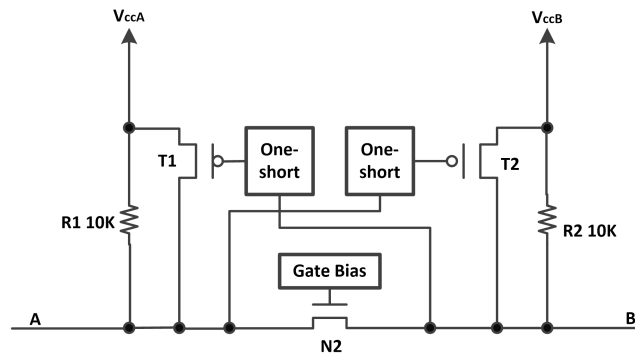 VccA
VccB
T1
One-
short
One-
short
T2
R1 10K
R2 10K
Gate Bias
A
B
N2